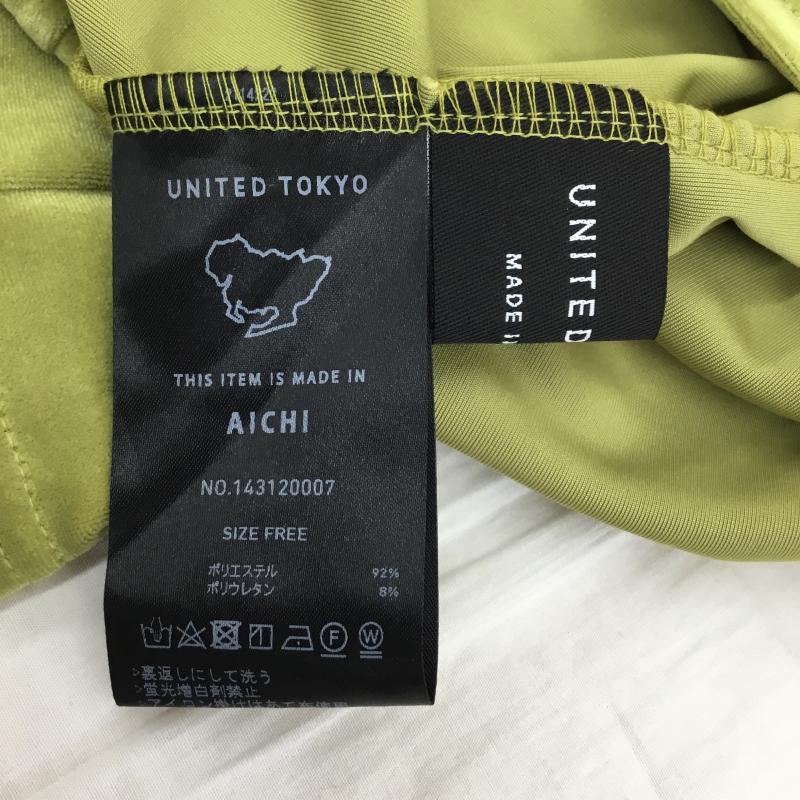 UNITED TOKYO
THIS ITEM IS MADE IN
AICHI
NO.143120007
SIZE FREE
ポリエステル 92%
ポリウレタン 8%
F
W
>裏返しにして洗う
>蛍光増白剤禁止
UNITED
MADE IN